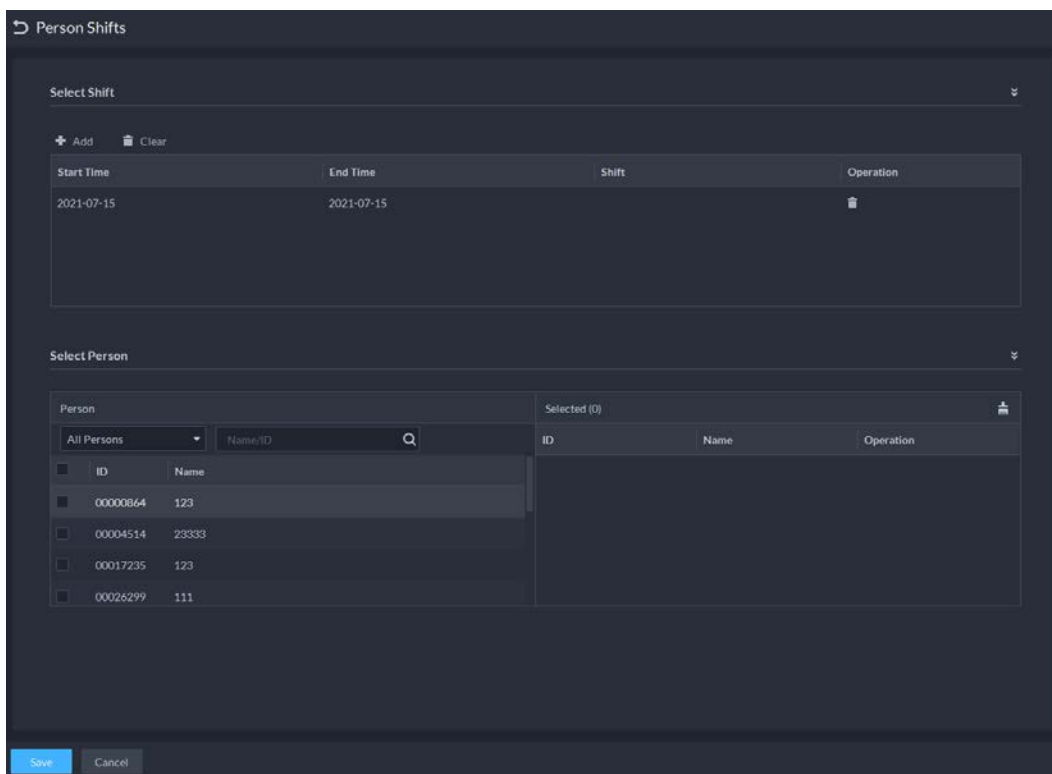 Person Shifts
Select Shift
Add Clear
Start Time End Time Shift Operation
2021-07-15 2021-07-15
Select Person
Person Selected (0)
All Persons Name/ID ID Name Operation
ID Name
00000864 123
00004514 23333
00017235 123
00026299 111
Save Cancel